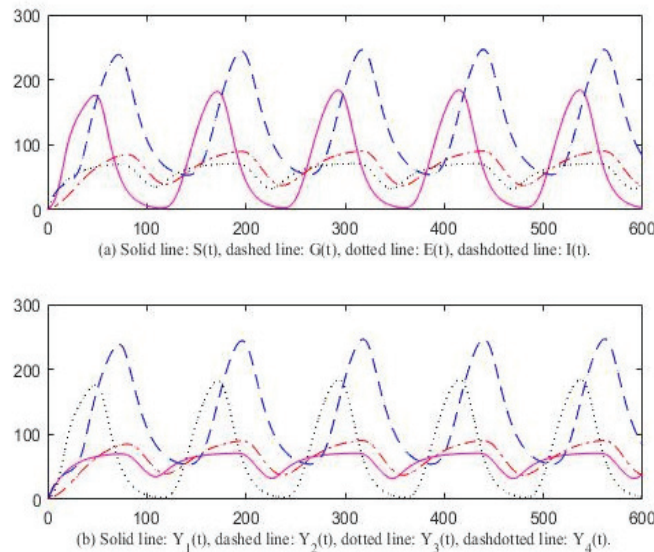 300
200
100
0
0 100 200 300 400 500 600
(a) Solid line: S(t), dashed line: G(t), dotted line: E(t), dashdotted line: I(t).
300
200
100
0
0 100 200 300 400 500 600
(b) Solid line: Y1(t), dashed line: Y2(t), dotted line: Y3(t), dashdotted line: Y4(t).